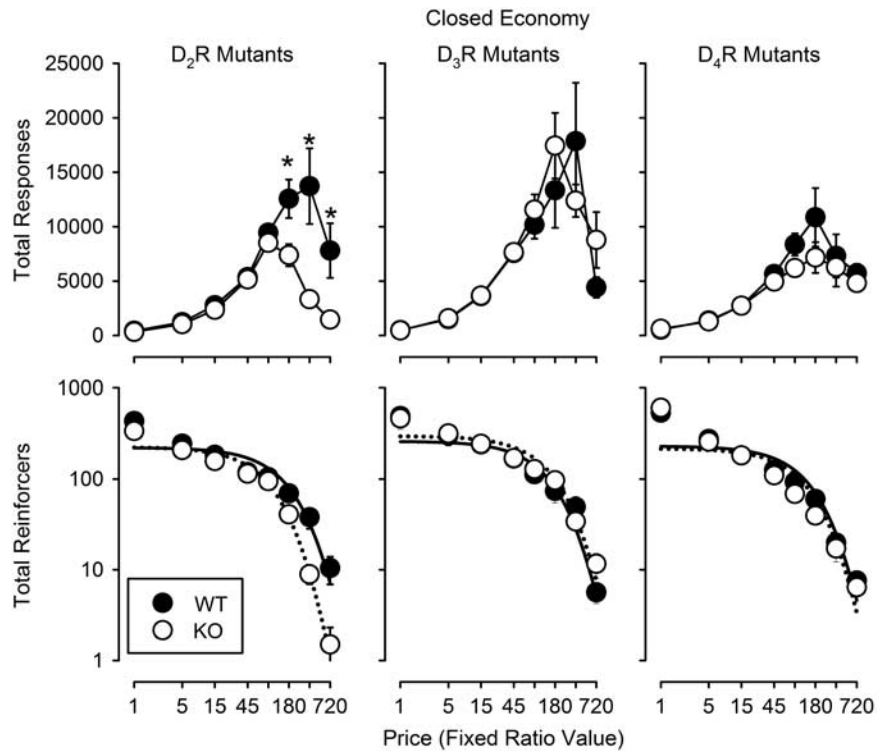 Closed Economy
D₂R Mutants
D₃R Mutants
D₄R Mutants
Total Responses
25000
20000
15000
10000
5000
0
*
*
*
Total Reinforcers
1000
100
10
1
WT
KO
1 5 15 45 180 720
1 5 15 45 180 720
1 5 15 45 180 720
Price (Fixed Ratio Value)